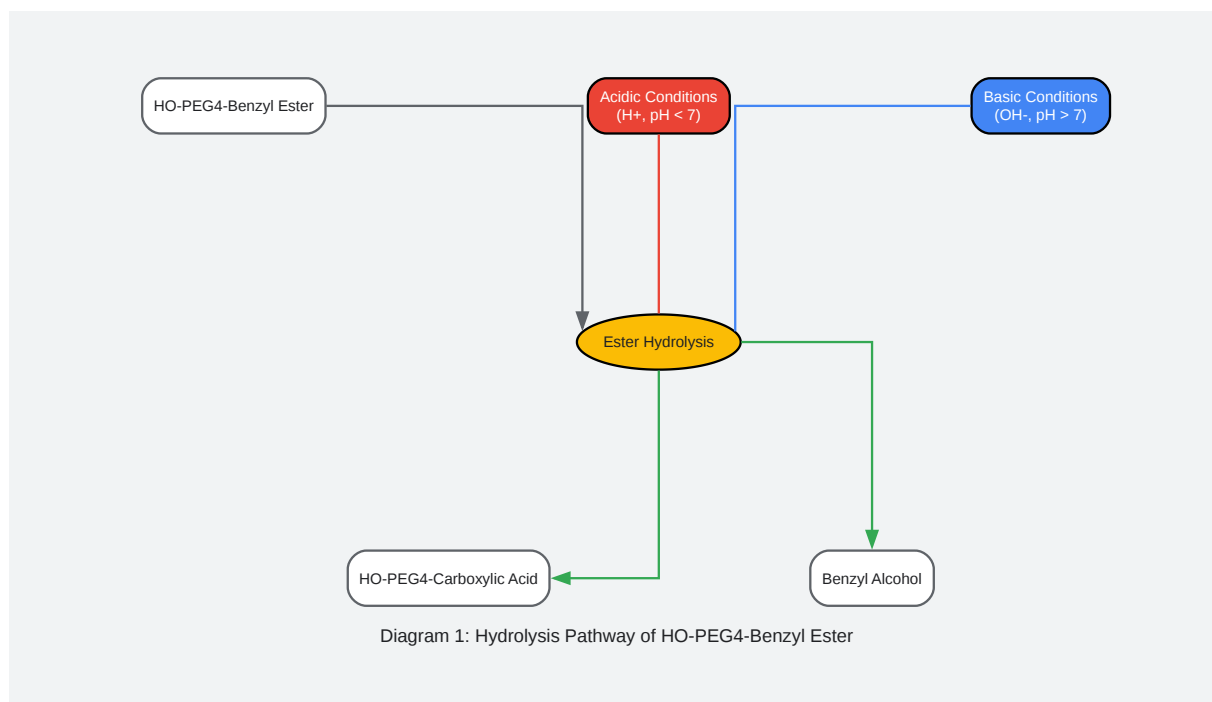 HO-PEG4-Benzyl Ester
Acidic Conditions
(H+, pH < 7)
Basic Conditions
(OH-, pH > 7)
Ester Hydrolysis
HO-PEG4-Carboxylic Acid
Benzyl Alcohol
Diagram 1: Hydrolysis Pathway of HO-PEG4-Benzyl Ester